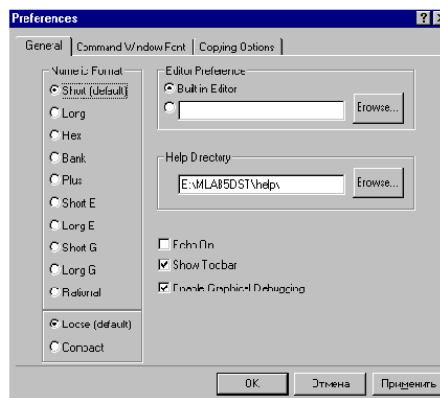 Preferences
General
Command Window Font
Copying Options
Numeric Format
Short (default)
Long
Hex
Bank
Plus
Short E
Long E
Short G
Long G
Rational
Loose (default)
Compact
Editor Preference
Built in Editor
Browse...
Help Directory
E:\MLAB5DST\help\
Browse...
Echo On
Show Toolbar
Enable Graphical Debugging
OK
Отмена
Применить